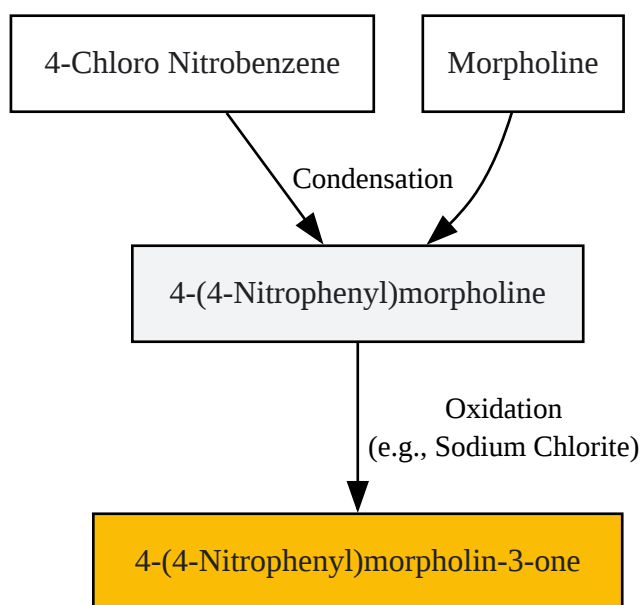 4-Chloro Nitrobenzene
Morpholine
Condensation
4-(4-Nitrophenyl)morpholine
Oxidation
(e.g., Sodium Chlorite)
4-(4-Nitrophenyl)morpholin-3-one